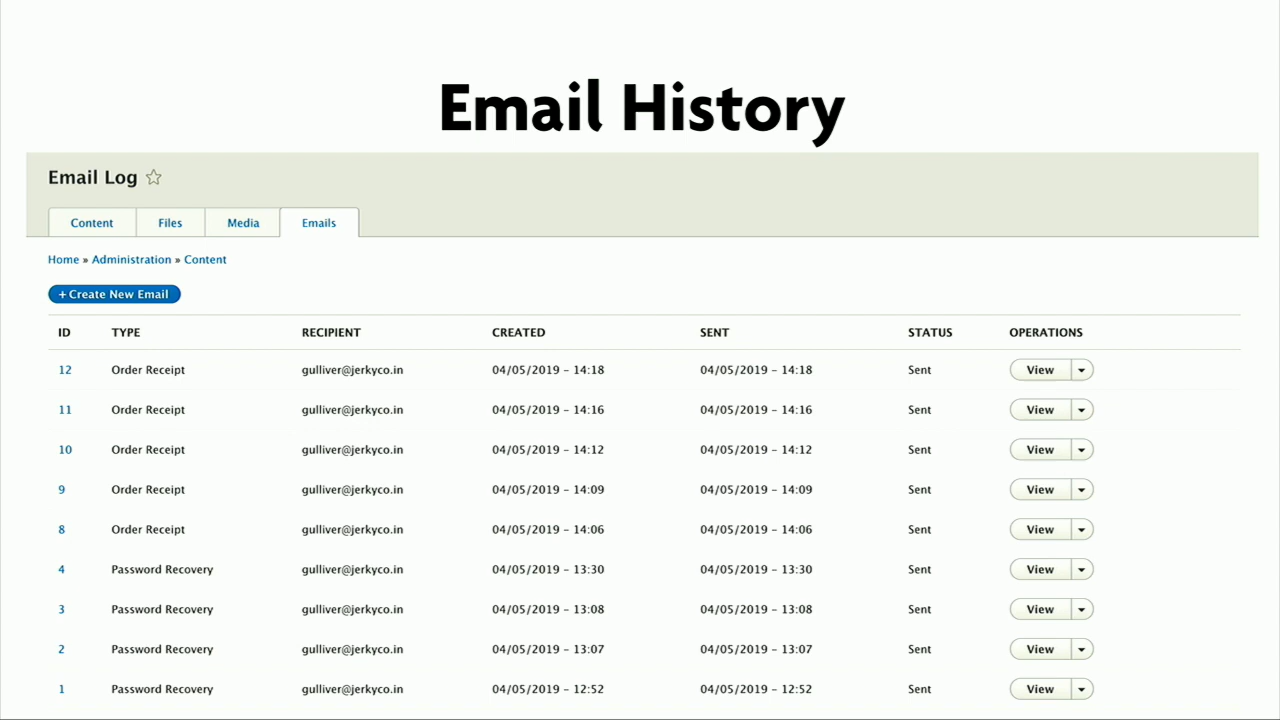 Email History
Email Log
Content Files Media Emails
Home » Administration » Content
+ Create New Email
ID TYPE RECIPIENT CREATED SENT STATUS OPERATIONS
12 Order Receipt gulliver@jerkyco.in 04/05/2019 – 14:18 04/05/2019 – 14:18 Sent View
11 Order Receipt gulliver@jerkyco.in 04/05/2019 – 14:16 04/05/2019 – 14:16 Sent View
10 Order Receipt gulliver@jerkyco.in 04/05/2019 – 14:12 04/05/2019 – 14:12 Sent View
9 Order Receipt gulliver@jerkyco.in 04/05/2019 – 14:09 04/05/2019 – 14:09 Sent View
8 Order Receipt gulliver@jerkyco.in 04/05/2019 – 14:06 04/05/2019 – 14:06 Sent View
4 Password Recovery gulliver@jerkyco.in 04/05/2019 – 13:30 04/05/2019 – 13:30 Sent View
3 Password Recovery gulliver@jerkyco.in 04/05/2019 – 13:08 04/05/2019 – 13:08 Sent View
2 Password Recovery gulliver@jerkyco.in 04/05/2019 – 13:07 04/05/2019 – 13:07 Sent View
1 Password Recovery gulliver@jerkyco.in 04/05/2019 – 12:52 04/05/2019 – 12:52 Sent View